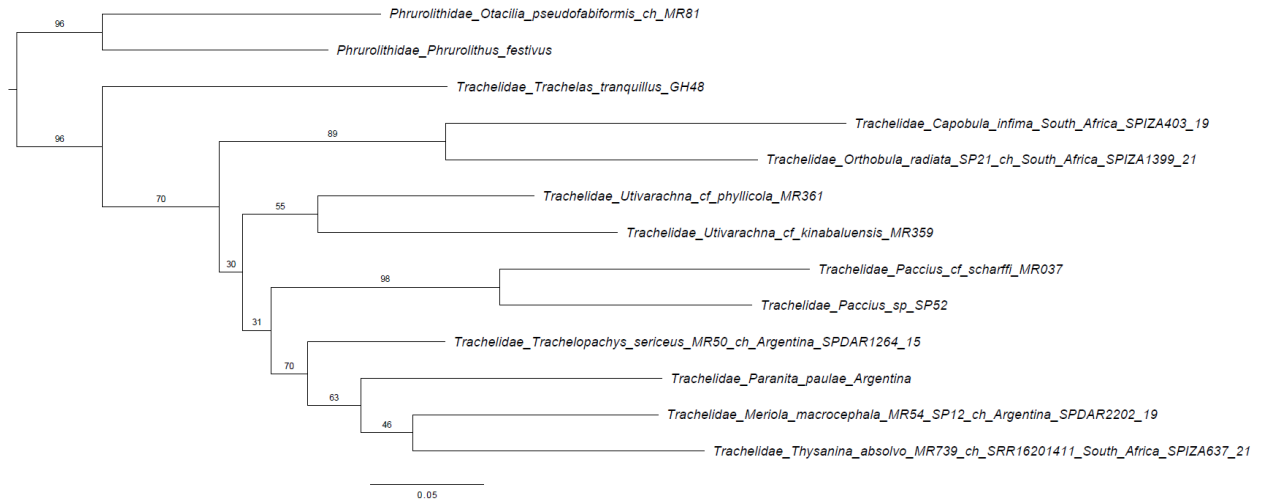 96
Phrurolithidae_Otacilia_pseudofabiformis_ch_MR81
Phrurolithidae_Phrurolithus_festivus
Trachelidae_Trachelas_tranquillus_GH48
96
89
Trachelidae_Capobula_infima_South_Africa_SPIZA403_19
Trachelidae_Orthobula_radiata_SP21_ch_South_Africa_SPIZA1399_21
70
55
Trachelidae_Utivarachna_cf_phyllicola_MR361
Trachelidae_Utivarachna_cf_kinabaluensis_MR359
30
98
Trachelidae_Paccius_cf_scharffi_MR037
Trachelidae_Paccius_sp_SP52
31
Trachelidae_Trachelopachys_sericeus_MR50_ch_Argentina_SPDAR1264_15
70
Trachelidae_Paranita_paulae_Argentina
63
Trachelidae_Meriola_macrocephala_MR54_SP12_ch_Argentina_SPDAR2202_19
46
Trachelidae_Thysanina_absolvo_MR739_ch_SRR16201411_South_Africa_SPIZA637_21
0.05